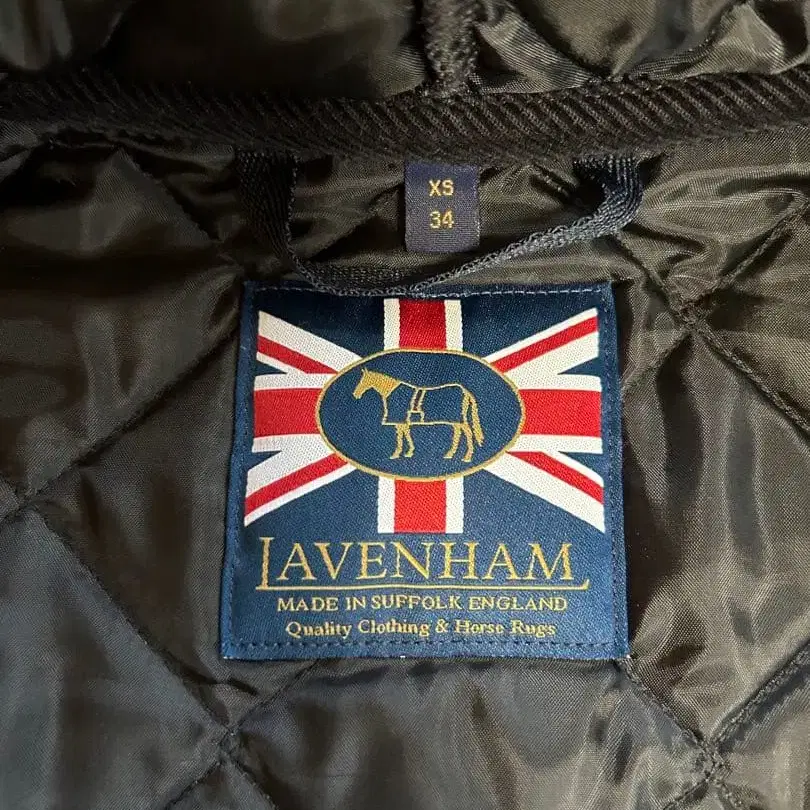 XS
34
LAVENHAM
MADE IN SUFFOLK ENGLAND
Quality Clothing & Horse Rugs